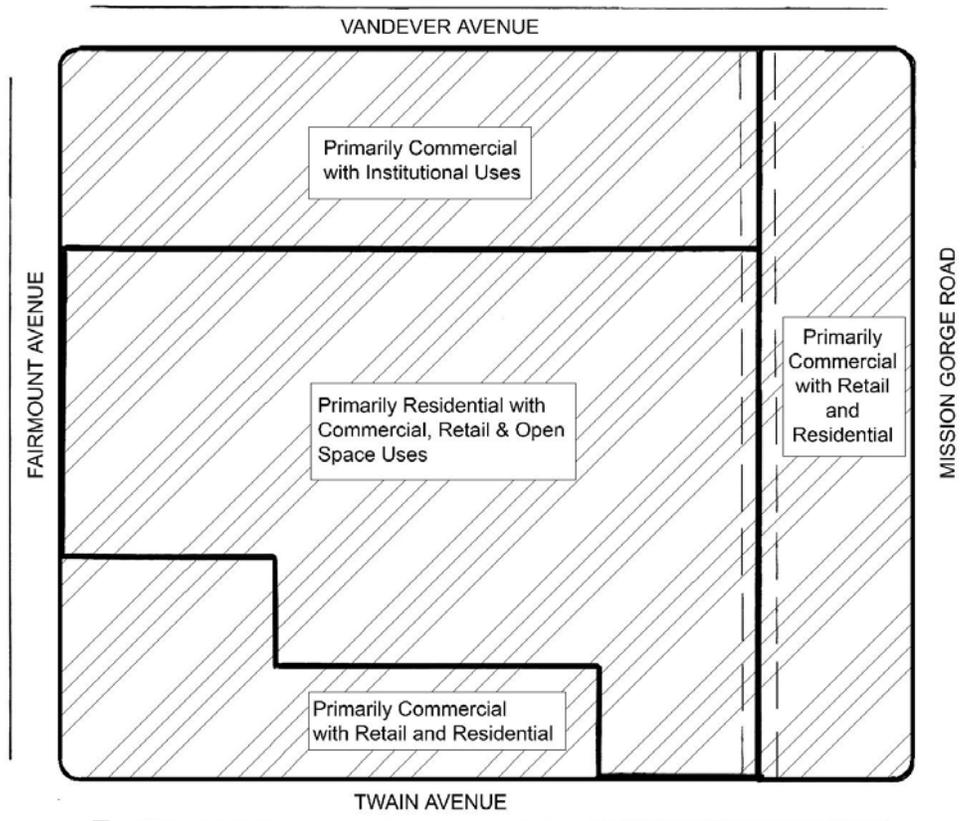 VANDEVER AVENUE
Primarily Commercial
with Institutional Uses
FAIRMOUNT AVENUE
Primarily Residential with
Commercial, Retail & Open
Space Uses
Primarily
Commercial
with Retail
and
Residential
MISSION GORGE ROAD
Primarily Commercial
with Retail and Residential
TWAIN AVENUE